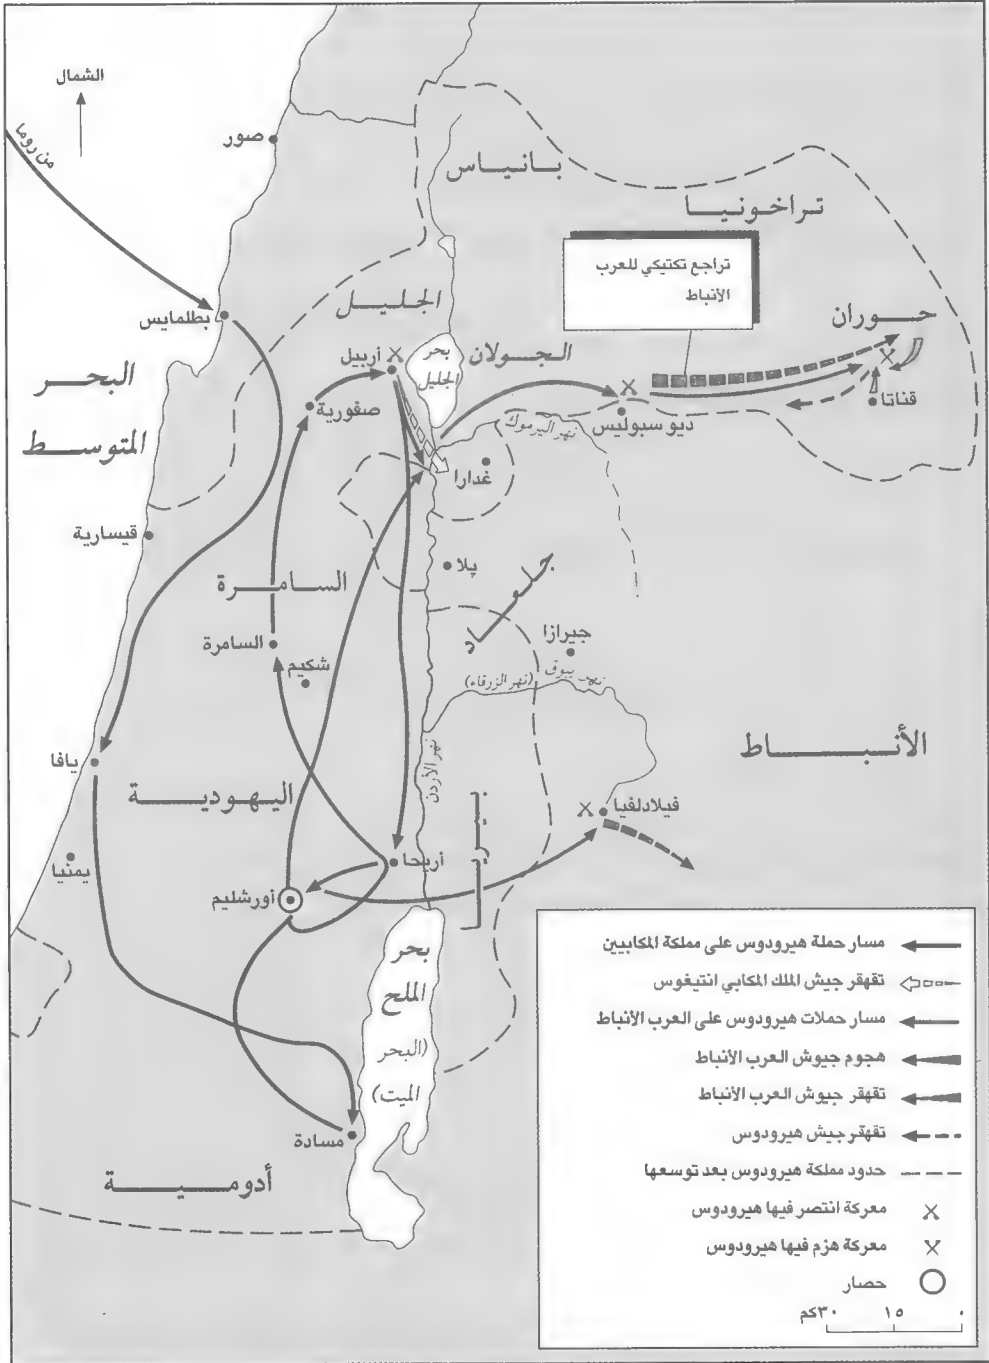 الشمال
من روما
صور
بانياس
تراخونيا
تراجع تكتيكي للعرب
الأنباط
حوران
الجليل
بطلمايس
أربيل
بحر
الجليل
الجولان
البحر
المتوسط
صفورية
ديوسبوليس
قناتا
نهر اليرموك
غدارا
قيسارية
پلا
جلعاد
السامرة
السامرة
شكيم
جيرازا
نهر يبوق
(نهر الزرقاء)
الأنباط
يافا
نهر الأردن
اليهودية
فيلادلفيا
بيريا
يمنيا
أريحا
أورشليم
بحر
الملح
(البحر
الميت)
مسادة
أدومية
مسار حملة هيرودوس على مملكة المكابيين
تقهقر جيش الملك المكابي انتيغوس
مسار حملات هيرودوس على العرب الأنباط
هجوم جيوش العرب الأنباط
تقهقر جيوش العرب الأنباط
تقهقر جيش هيرودوس
حدود مملكة هيرودوس بعد توسعها
معركة انتصر فيها هيرودوس
معركة هزم فيها هيرودوس
حصار
٠ ١٥ ٣٠كم